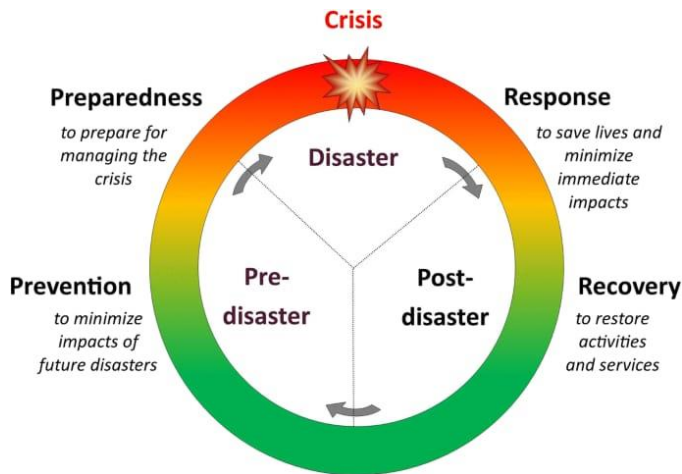 Crisis
Preparedness
to prepare for
managing the
crisis
Response
to save lives and
minimize
immediate
impacts
Disaster
Prevention
to minimize
impacts of
future disasters
Pre-
disaster
Post-
disaster
Recovery
to restore
activities
and services